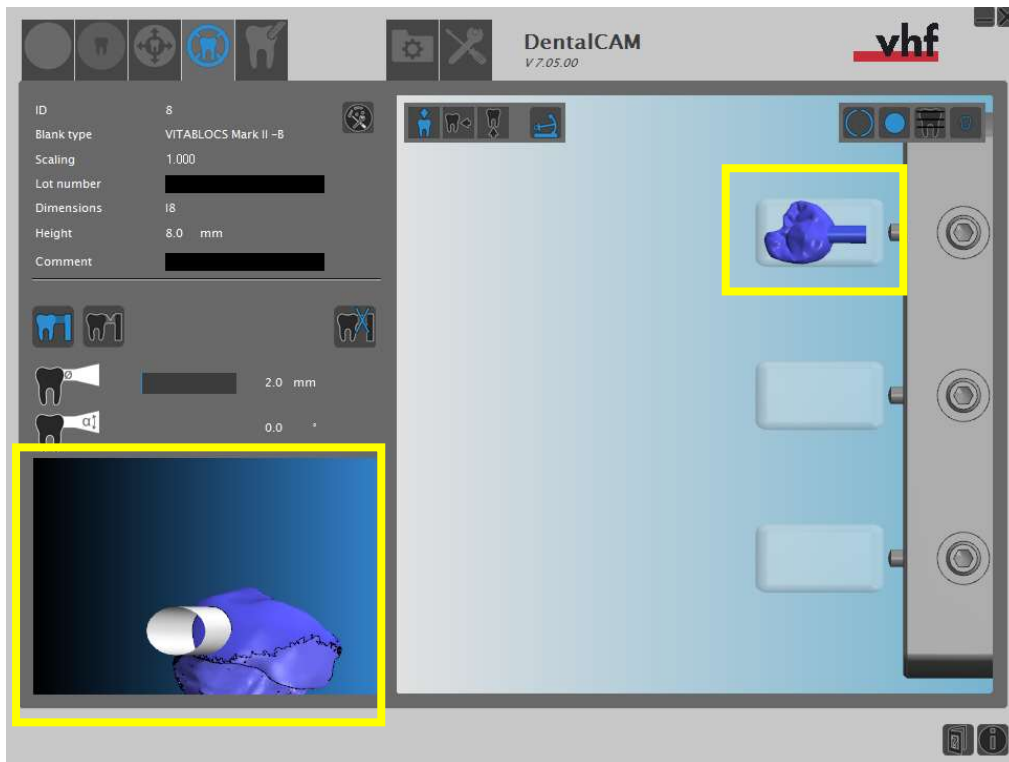 DentalCAM
V 7.05.00
vhf
ID 8
Blank type VITABLOCS Mark II -B
Scaling 1.000
Lot number
Dimensions I8
Height 8.0 mm
Comment
Ø 2.0 mm
α 0.0 °